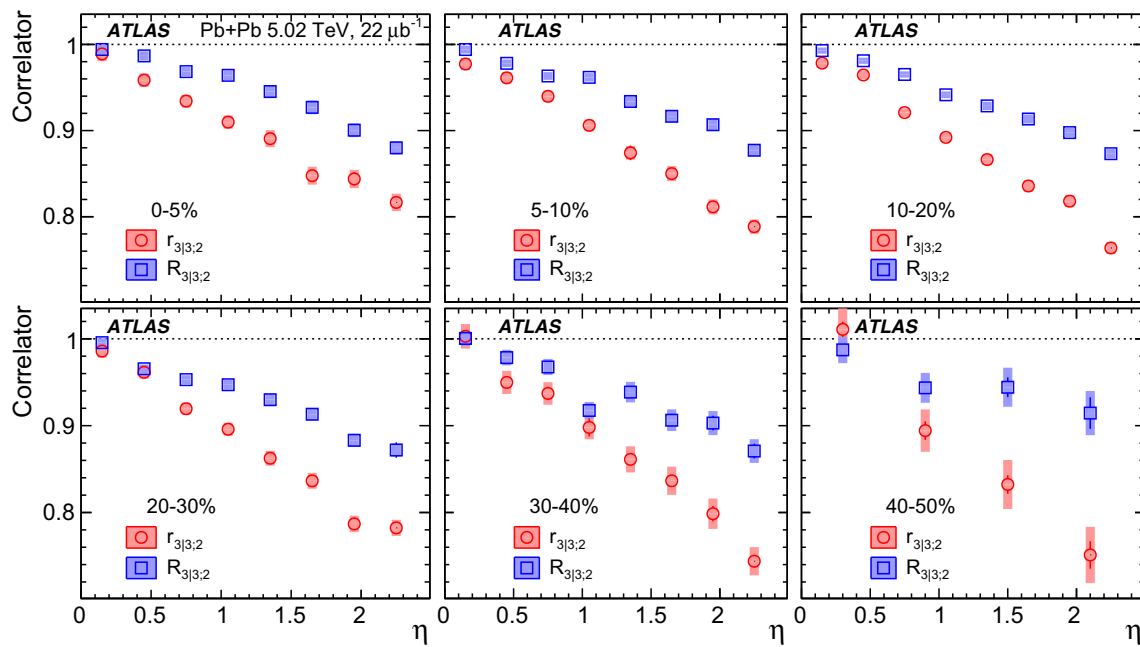 Correlator
ATLAS Pb+Pb 5.02 TeV, 22 μb⁻¹
1
0.9
0.8
0-5%
r₃|₃;₂
R₃|₃;₂
ATLAS
5-10%
r₃|₃;₂
R₃|₃;₂
ATLAS
10-20%
r₃|₃;₂
R₃|₃;₂
Correlator
ATLAS
1
0.9
0.8
20-30%
r₃|₃;₂
R₃|₃;₂
0 0.5 1 1.5 2 η
ATLAS
30-40%
r₃|₃;₂
R₃|₃;₂
0 0.5 1 1.5 2 η
ATLAS
40-50%
r₃|₃;₂
R₃|₃;₂
0 0.5 1 1.5 2 η